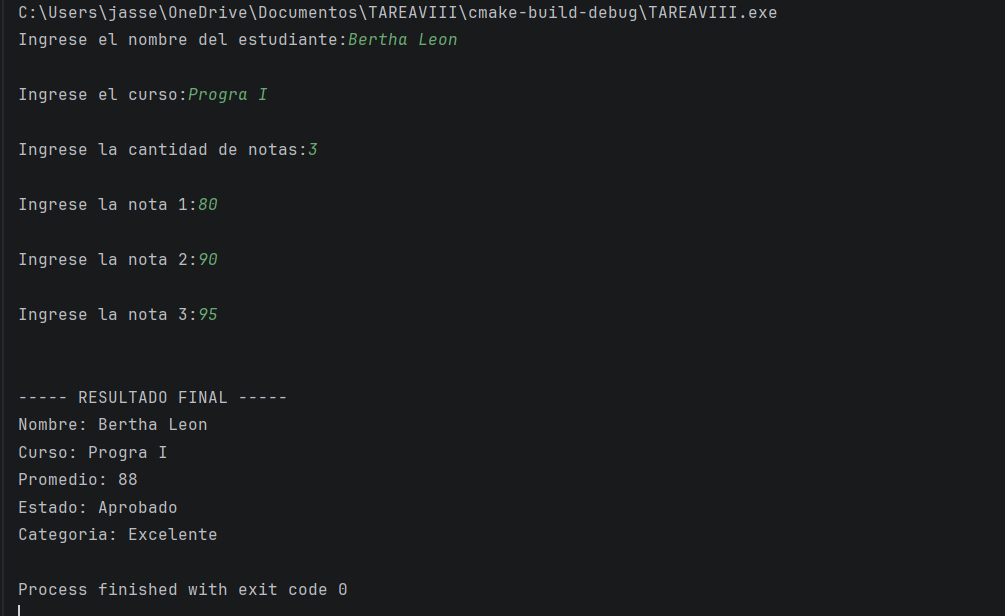 C:\Users\jasse\OneDrive\Documentos\TAREAVIII\cmake-build-debug\TAREAVIII.exe
Ingrese el nombre del estudiante:Bertha Leon
Ingrese el curso:Progra I
Ingrese la cantidad de notas:3
Ingrese la nota 1:80
Ingrese la nota 2:90
Ingrese la nota 3:95
----- RESULTADO FINAL -----
Nombre: Bertha Leon
Curso: Progra I
Promedio: 88
Estado: Aprobado
Categoria: Excelente
Process finished with exit code 0